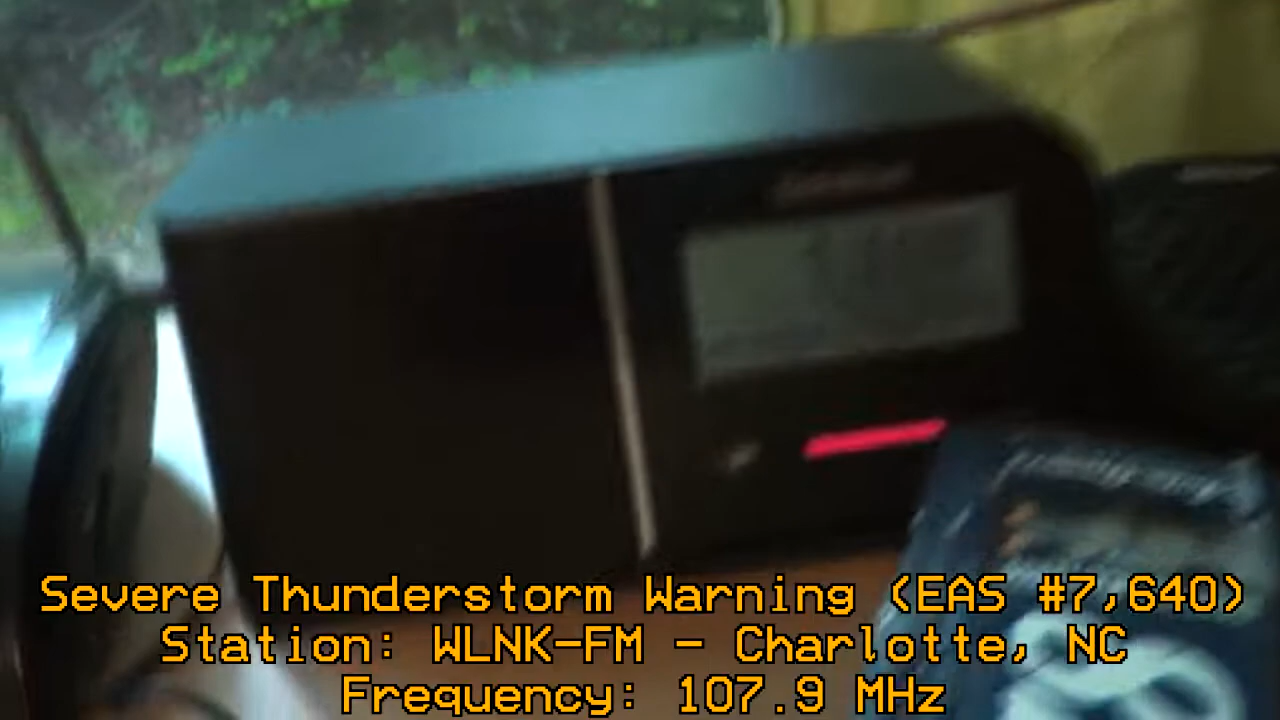 Severe Thunderstorm Warning (EAS #7,640)
Station: WLNK-FM - Charlotte, NC
Frequency: 107.9 MHz